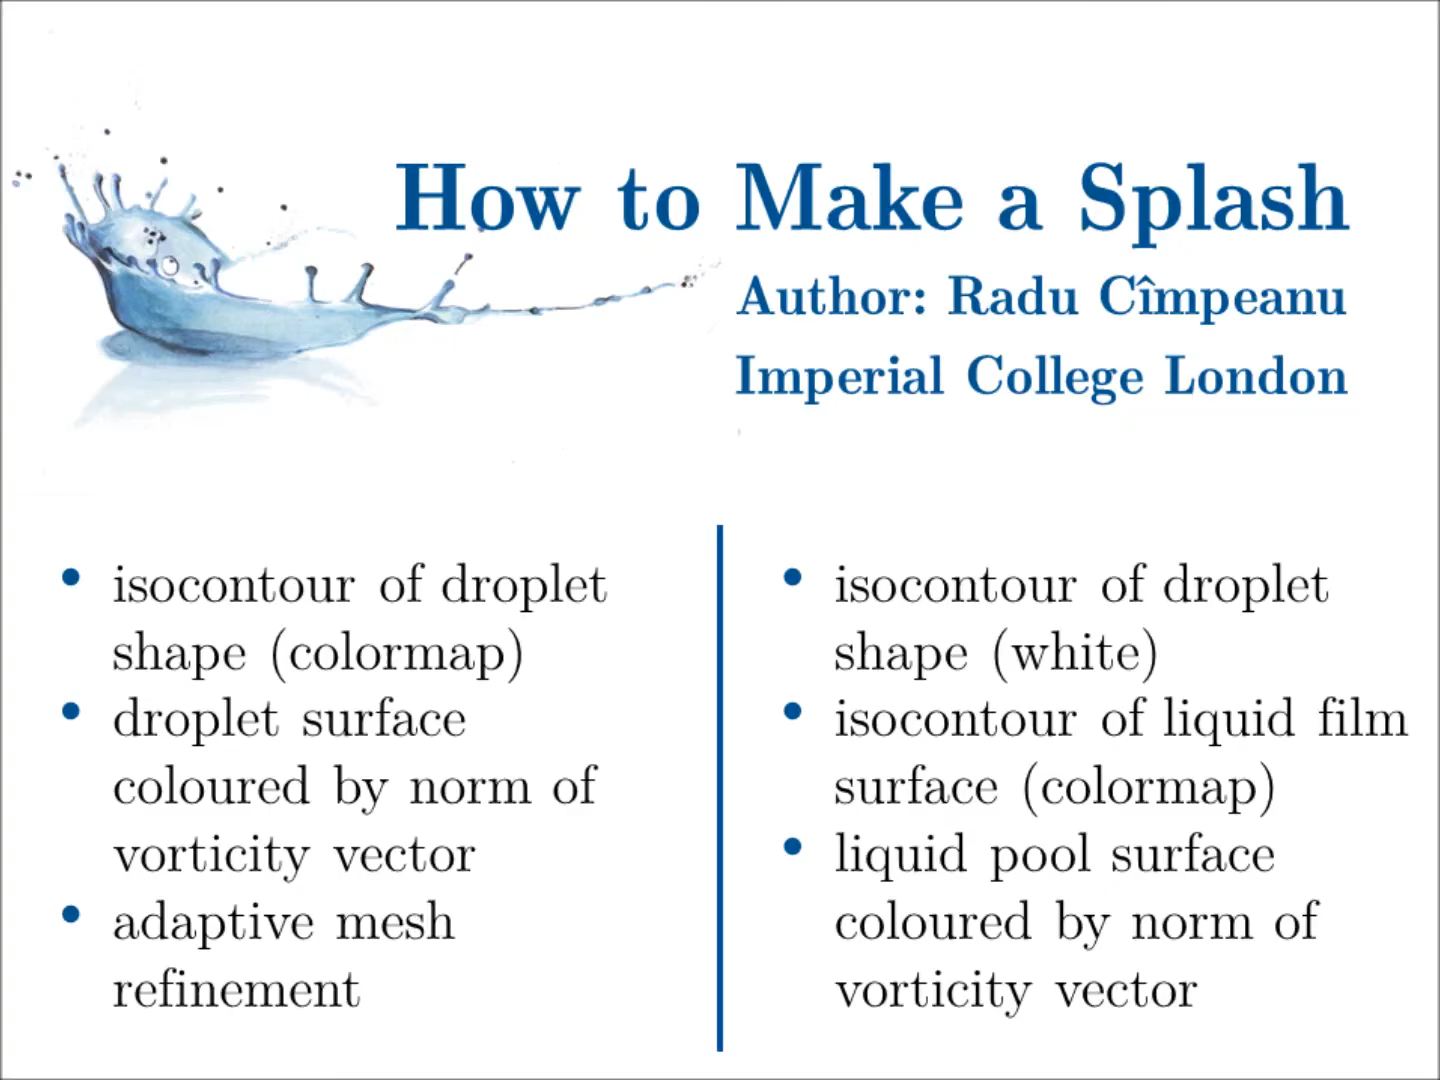 How to Make a Splash
Author: Radu Cîmpeanu
Imperial College London
• isocontour of droplet
shape (colormap)
• droplet surface
coloured by norm of
vorticity vector
• adaptive mesh
refinement
• isocontour of droplet
shape (white)
• isocontour of liquid film
surface (colormap)
• liquid pool surface
coloured by norm of
vorticity vector